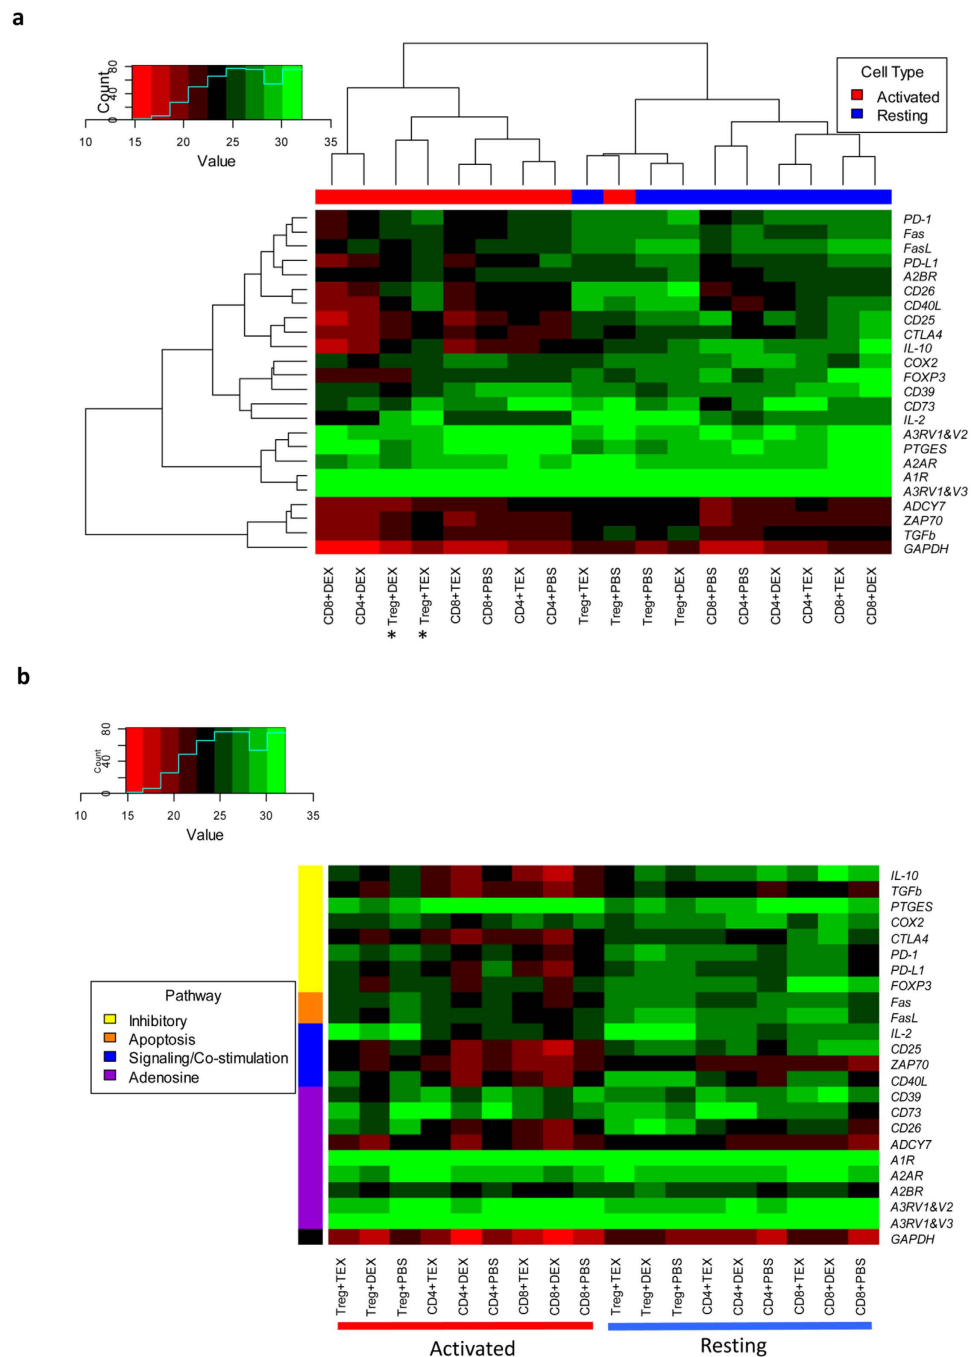 a
Count
0 40 80
10 15 20 25 30 35
Value
Cell Type
Activated
Resting
PD-1
Fas
FasL
PD-L1
A2BR
CD26
CD40L
CD25
CTLA4
IL-10
COX2
FOXP3
CD39
CD73
IL-2
A3RV1&V2
PTGES
A2AR
A1R
A3RV1&V3
ADCY7
ZAP70
TGFb
GAPDH
CD8+DEX
CD4+DEX
* Treg+DEX
* Treg+TEX
CD8+TEX
CD8+PBS
CD4+TEX
CD4+PBS
Treg+TEX
Treg+PBS
Treg+PBS
Treg+DEX
CD8+PBS
CD4+PBS
CD4+DEX
CD4+TEX
CD8+TEX
CD8+DEX
b
Count
0 40 80
10 15 20 25 30 35
Value
Pathway
Inhibitory
Apoptosis
Signaling/Co-stimulation
Adenosine
IL-10
TGFb
PTGES
COX2
CTLA4
PD-1
PD-L1
FOXP3
Fas
FasL
IL-2
CD25
ZAP70
CD40L
CD39
CD73
CD26
ADCY7
A1R
A2AR
A2BR
A3RV1&V2
A3RV1&V3
GAPDH
Treg+TEX
Treg+DEX
Treg+PBS
CD4+TEX
CD4+DEX
CD4+PBS
CD8+TEX
CD8+DEX
CD8+PBS
Treg+TEX
Treg+DEX
Treg+PBS
CD4+TEX
CD4+DEX
CD4+PBS
CD8+TEX
CD8+DEX
CD8+PBS
Activated
Resting